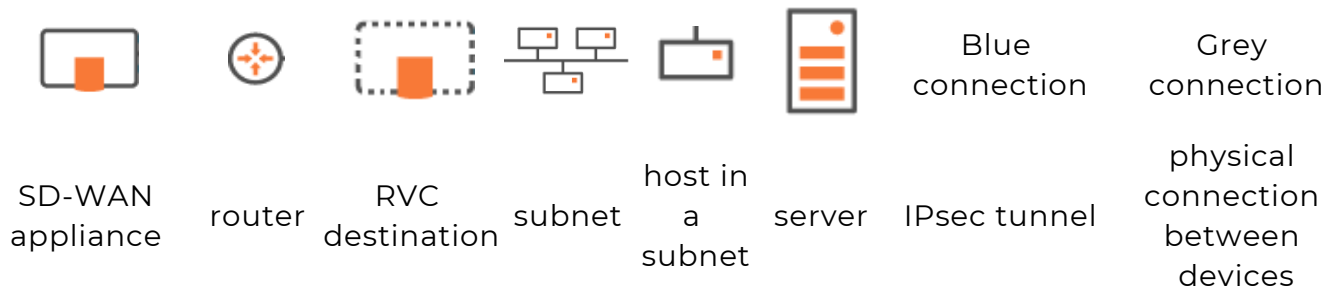 Blue
connection
Grey
connection
SD-WAN
appliance
router
RVC
destination
subnet
host in
a
subnet
server
IPsec tunnel
physical
connection
between
devices